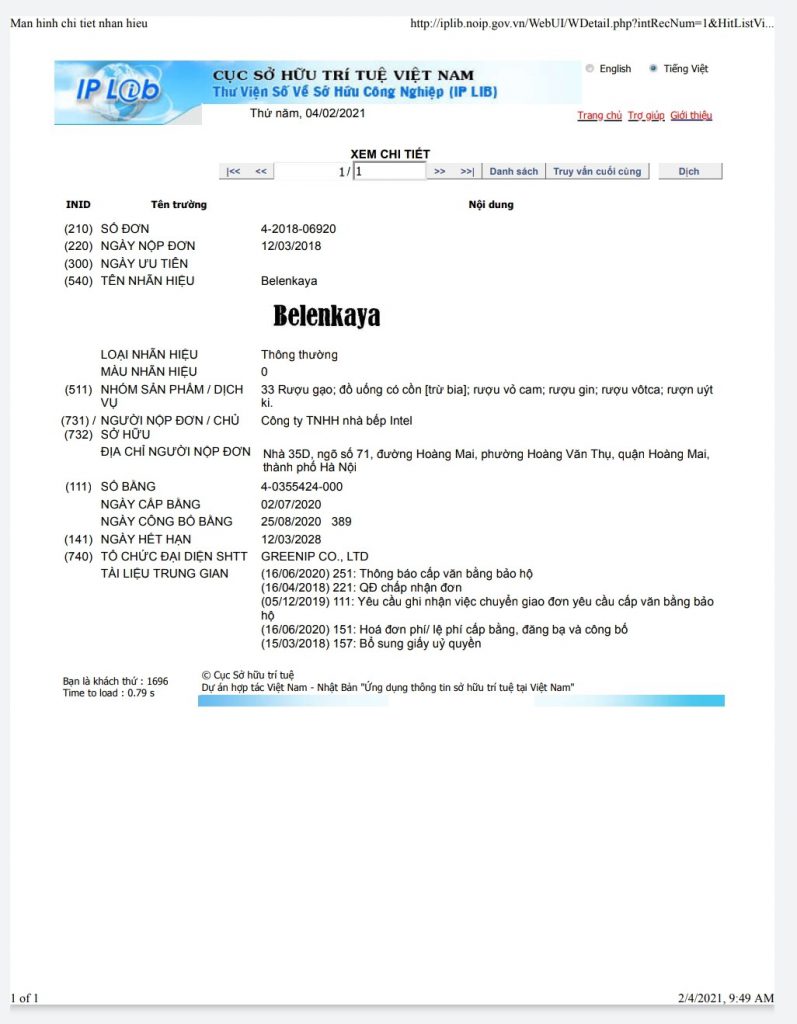 Man hinh chi tiet nhan hieu
http://iplib.noip.gov.vn/WebUI/WDetail.php?intRecNum=1&HitListVi...
IP L@b
CỤC SỞ HỮU TRÍ TUỆ VIỆT NAM
Thư Viện Số Về Sở Hữu Công Nghiệp (IP LIB)
English Tiếng Việt
Thứ năm, 04/02/2021
Trang chủ Trợ giúp Giới thiệu
XEM CHI TIẾT
|<< << 1/ 1 >> >>| Danh sách Truy vấn cuối cùng Dịch
INID Tên trường Nội dung
(210) SỐ ĐƠN 4-2018-06920
(220) NGÀY NỘP ĐƠN 12/03/2018
(300) NGÀY ƯU TIÊN
(540) TÊN NHÃN HIỆU Belenkaya
Belenkaya
LOẠI NHÃN HIỆU Thông thường
MÀU NHÃN HIỆU 0
(511) NHÓM SẢN PHẨM / DỊCH VỤ 33 Rượu gạo; đồ uống có cồn [trừ bia]; rượu vỏ cam; rượu gin; rượu vôtca; rượn uýt
ki.
(731) / NGƯỜI NỘP ĐƠN / CHỦ Công ty TNHH nhà bếp Intel
(732) SỞ HỮU
ĐỊA CHỈ NGƯỜI NỘP ĐƠN Nhà 35D, ngõ số 71, đường Hoàng Mai, phường Hoàng Văn Thụ, quận Hoàng Mai,
thành phố Hà Nội
(111) SỐ BẰNG 4-0355424-000
NGÀY CẤP BẰNG 02/07/2020
NGÀY CÔNG BỐ BẰNG 25/08/2020 389
(141) NGÀY HẾT HẠN 12/03/2028
(740) TỔ CHỨC ĐẠI DIỆN SHTT GREENIP CO., LTD
TÀI LIỆU TRUNG GIAN (16/06/2020) 251: Thông báo cấp văn bằng bảo hộ
(16/04/2018) 221: QĐ chấp nhận đơn
(05/12/2019) 111: Yêu cầu ghi nhận việc chuyển giao đơn yêu cầu cấp văn bằng bảo
hộ
(16/06/2020) 151: Hoá đơn phí/ lệ phí cấp bằng, đăng bạ và công bố
(15/03/2018) 157: Bổ sung giấy uỷ quyền
Bạn là khách thứ : 1696
Time to load : 0.79 s
© Cục Sở hữu trí tuệ
Dự án hợp tác Việt Nam - Nhật Bản "Ứng dụng thông tin sở hữu trí tuệ tại Việt Nam"
1 of 1
2/4/2021, 9:49 AM